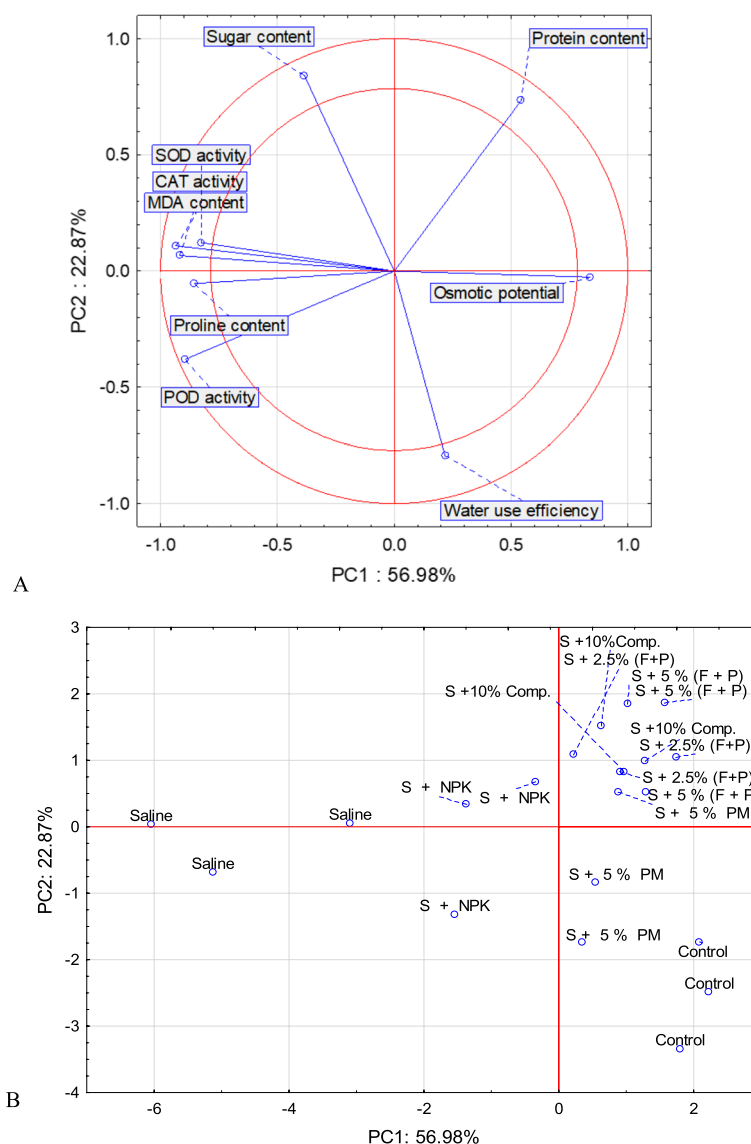 Sugar content
Protein content
1.0
SOD activity
0.5
CAT activity
MDA content
PC2 : 22.87%
0.0
Osmotic potential
Proline content
POD activity
-0.5
-1.0
Water use efficiency
-1.0
-0.5
0.0
0.5
1.0
PC1 : 56.98%
A
3
S +10%Comp.
S + 2.5% (F+P)
S + 5 % (F + P)
S + 5 % (F + P)
S +10% Comp.
2
S +10% Comp.
S + 2.5% (F+P)
1
S + 2.5% (F+P)
S + NPK
S + NPK
S + 5 % (F + P
S + 5 % PM
Saline
Saline
0
Saline
S + 5 % PM
-1
S + NPK
S + 5 % PM
Control
-2
Control
-3
Control
-4
PC2: 22.87%
B
-6
-4
-2
0
2
PC1: 56.98%